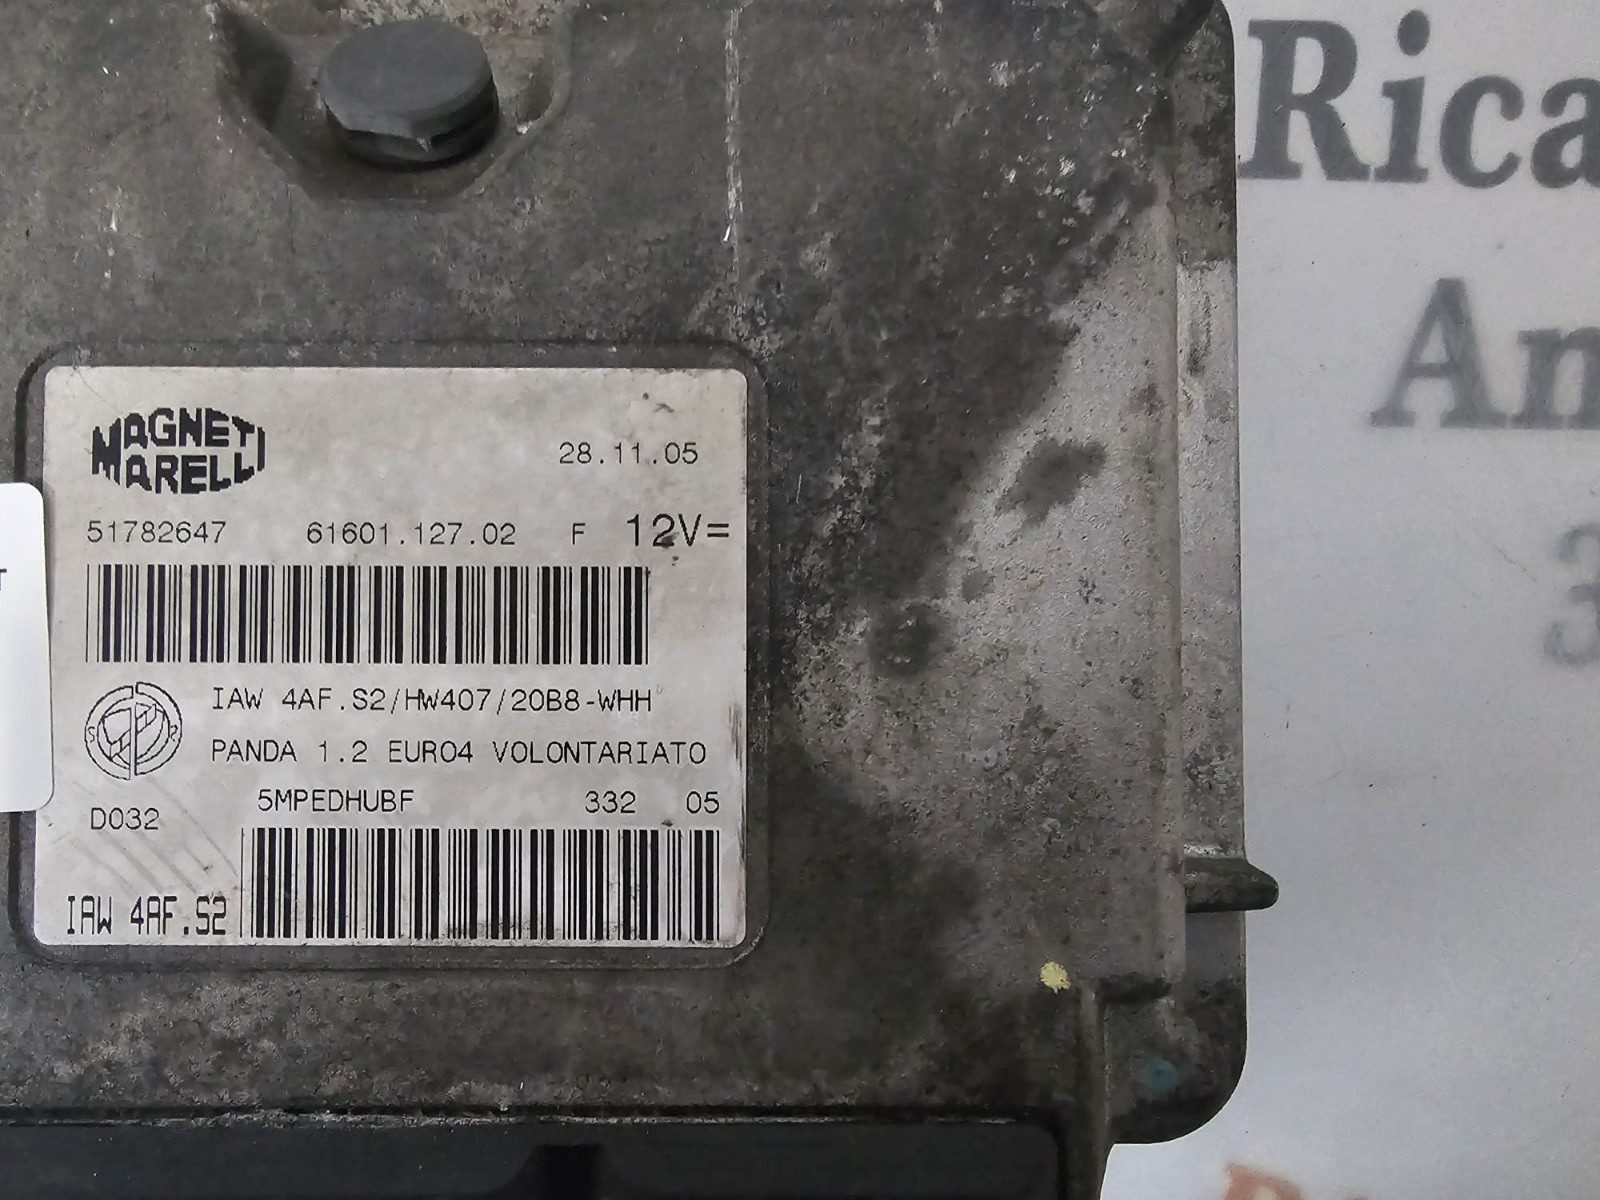 MAGNETI
MARELLI
28.11.05
51782647 61601.127.02 F 12V=
IAW 4AF.S2/HW407/20B8-WHH
PANDA 1.2 EURO4 VOLONTARIATO
5MPEDHUBF 332 05
D032
IAW 4AF.S2
T
Rica
An
3